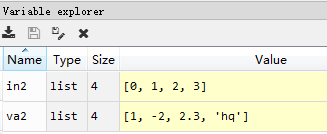 Variable explorer
Name Type Size Value
in2 list 4 [0, 1, 2, 3]
va2 list 4 [1, -2, 2.3, 'hq']